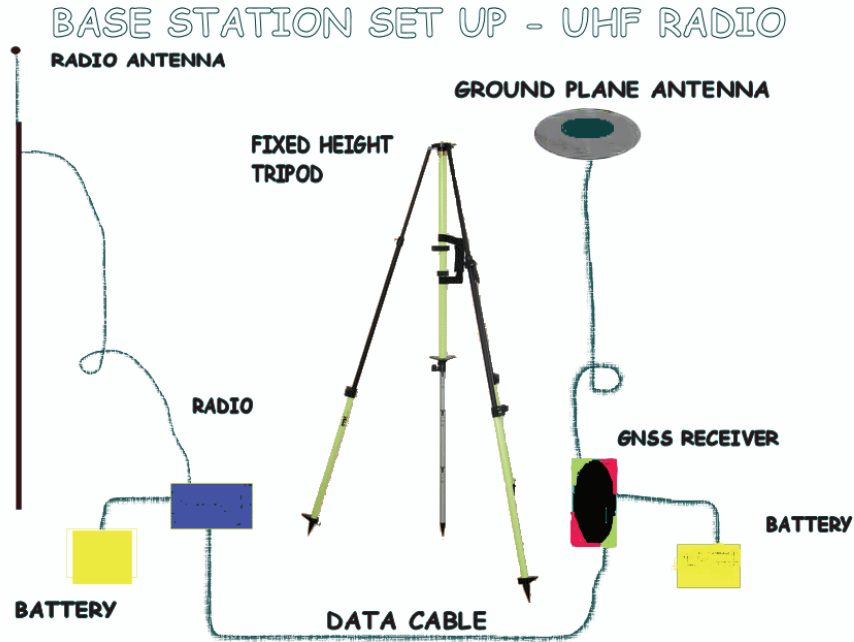 BASE STATION SET UP - UHF RADIO
RADIO ANTENNA
GROUND PLANE ANTENNA
FIXED HEIGHT
TRIPOD
RADIO
GNSS RECEIVER
BATTERY
BATTERY
DATA CABLE